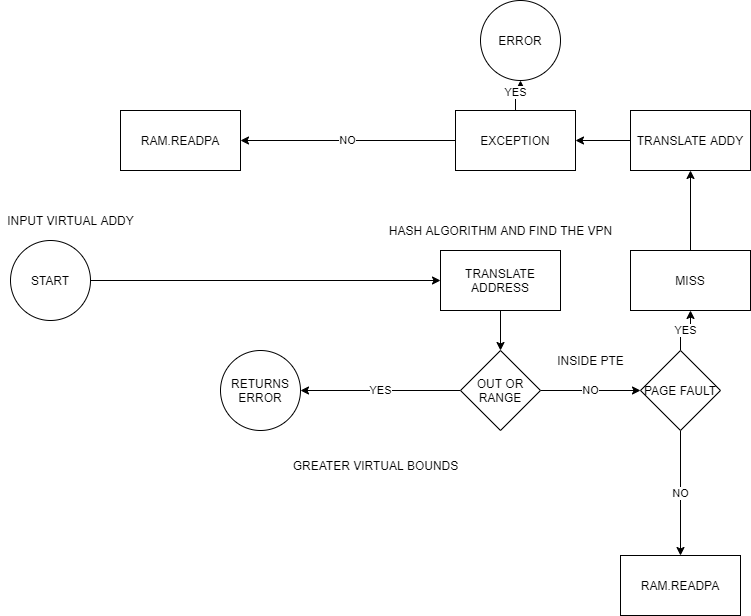 ERROR
YES
RAM.READPA
NO
EXCEPTION
TRANSLATE ADDY
INPUT VIRTUAL ADDY
HASH ALGORITHM AND FIND THE VPN
START
TRANSLATE
ADDRESS
MISS
YES
INSIDE PTE
RETURNS
ERROR
YES
OUT OR
RANGE
NO
PAGE FAULT
GREATER VIRTUAL BOUNDS
NO
RAM.READPA